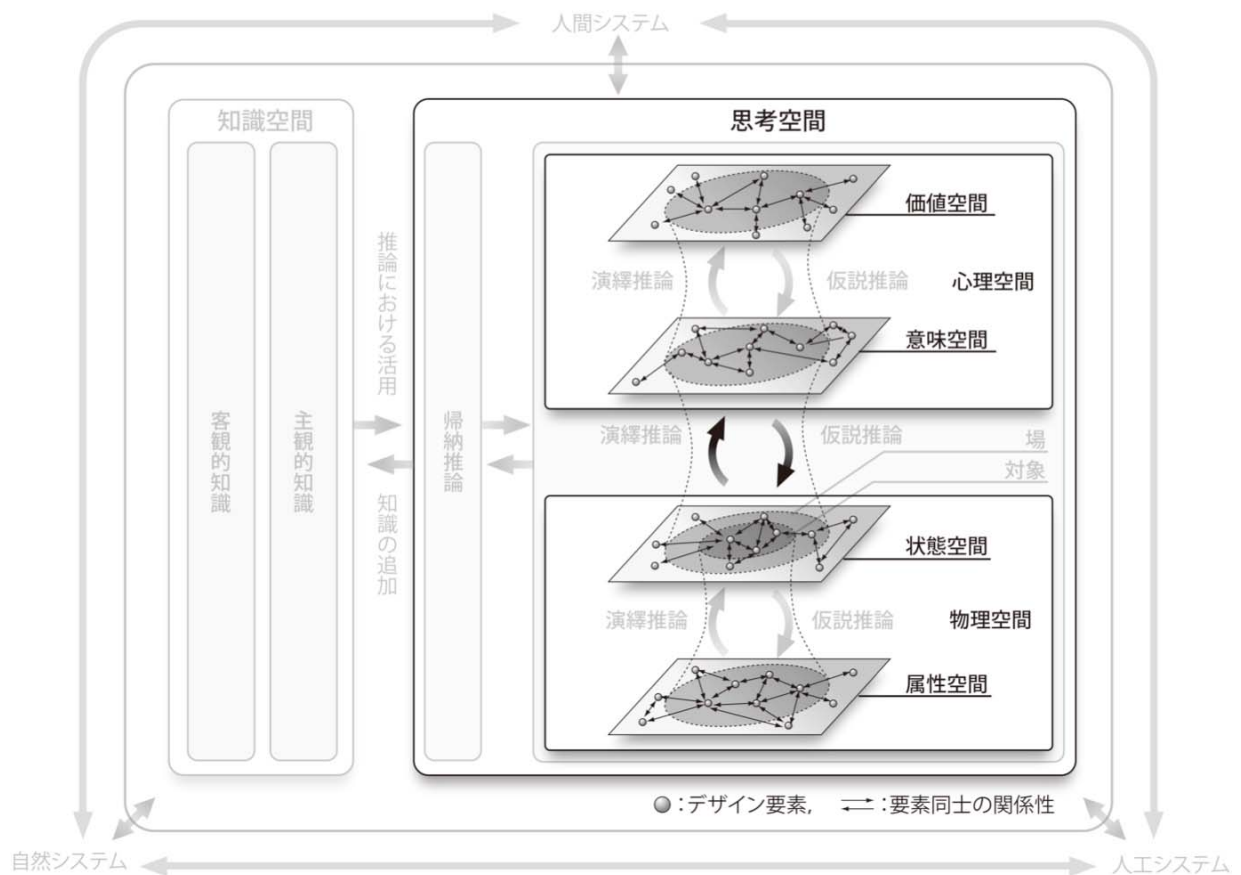 人間システム
知識空間
思考空間
客観的知識
主観的知識
推論における活用
知識の追加
帰納推論
価値空間
演繹推論
仮説推論
心理空間
意味空間
演繹推論
仮説推論
場
対象
状態空間
演繹推論
仮説推論
物理空間
属性空間
:デザイン要素, :要素同士の関係性
自然システム
人工システム